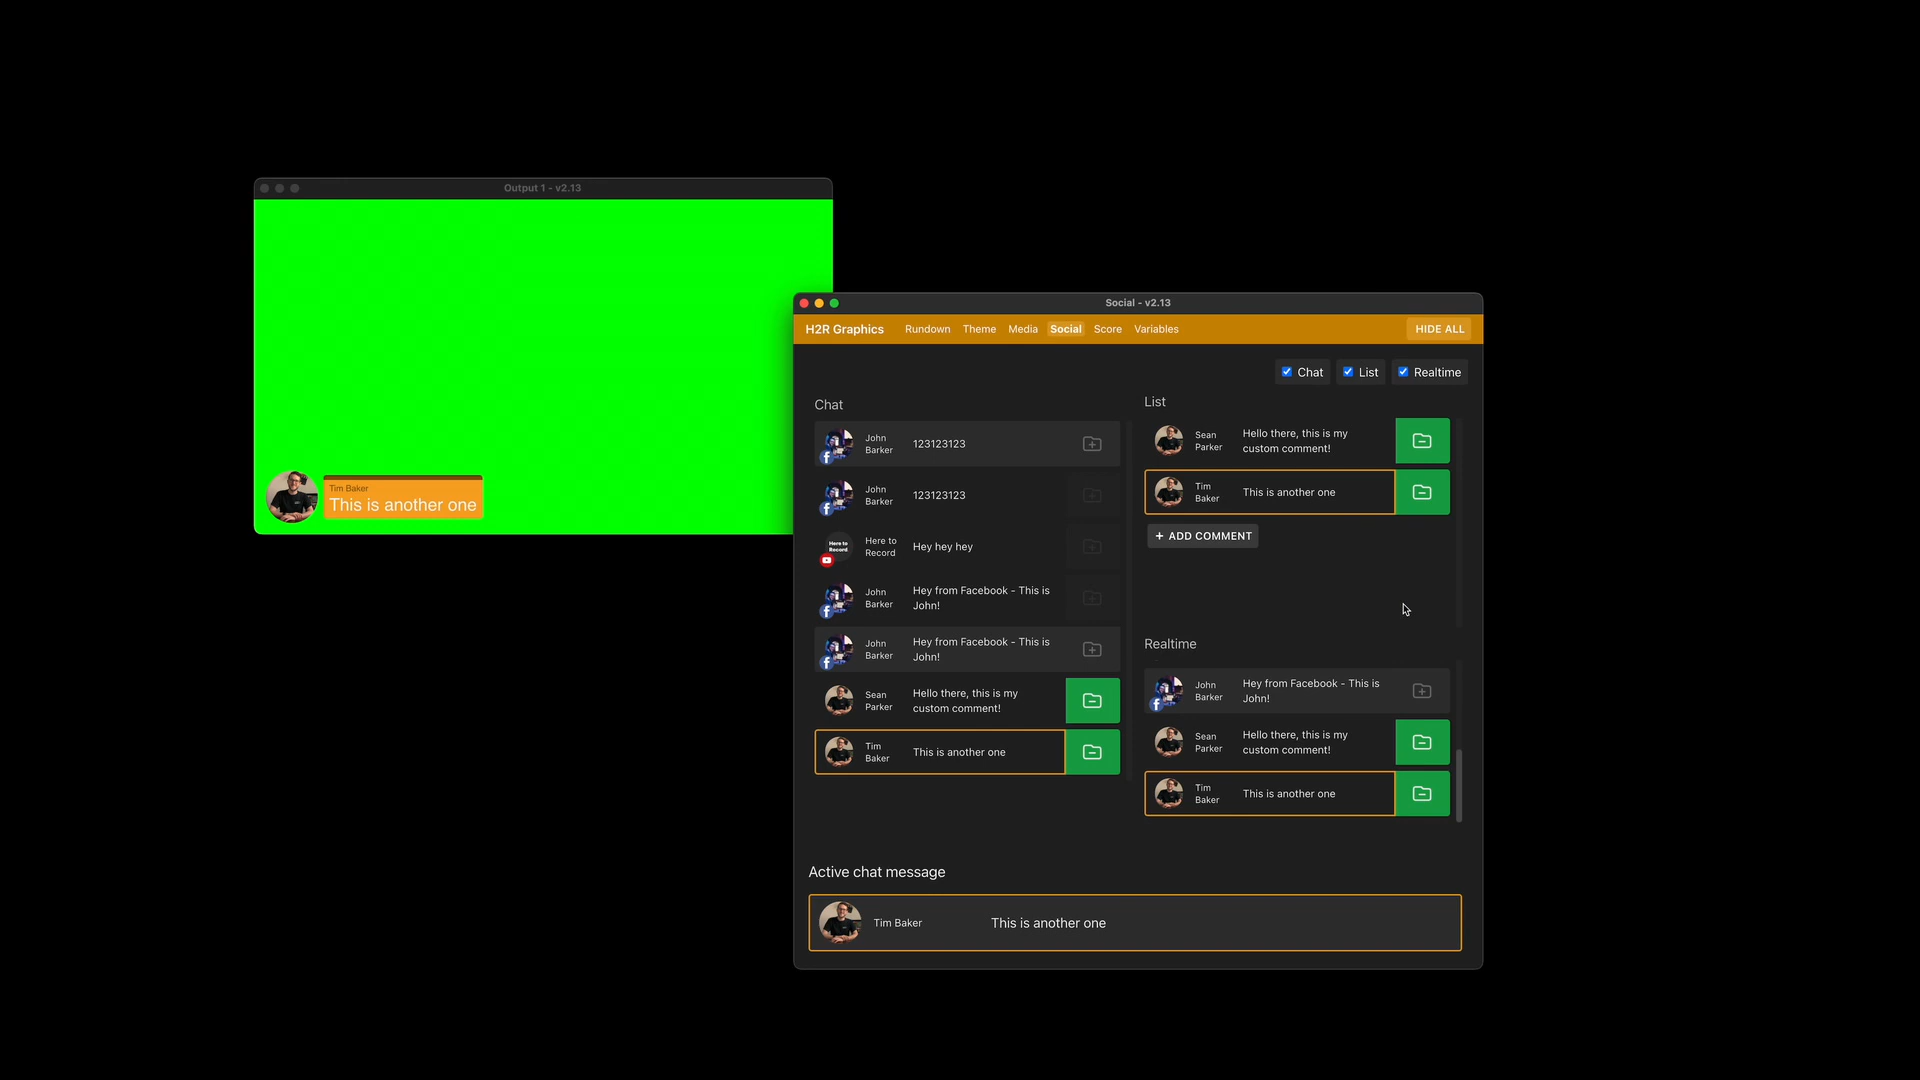 Output 1 - v2.13
Tim Baker
This is another one
Social - v2.13
H2R Graphics
Rundown
Theme
Media
Social
Score
Variables
HIDE ALL
Chat
List
Realtime
Chat
John
Barker
123123123
John
Barker
123123123
Here to
Record
Here to
Record
Hey hey hey
John
Barker
Hey from Facebook - This is
John!
John
Barker
Hey from Facebook - This is
John!
Sean
Parker
Hello there, this is my
custom comment!
Tim
Baker
This is another one
List
Sean
Parker
Hello there, this is my
custom comment!
Tim
Baker
This is another one
+ ADD COMMENT
Realtime
John
Barker
Hey from Facebook - This is
John!
Sean
Parker
Hello there, this is my
custom comment!
Tim
Baker
This is another one
Active chat message
Tim Baker
This is another one